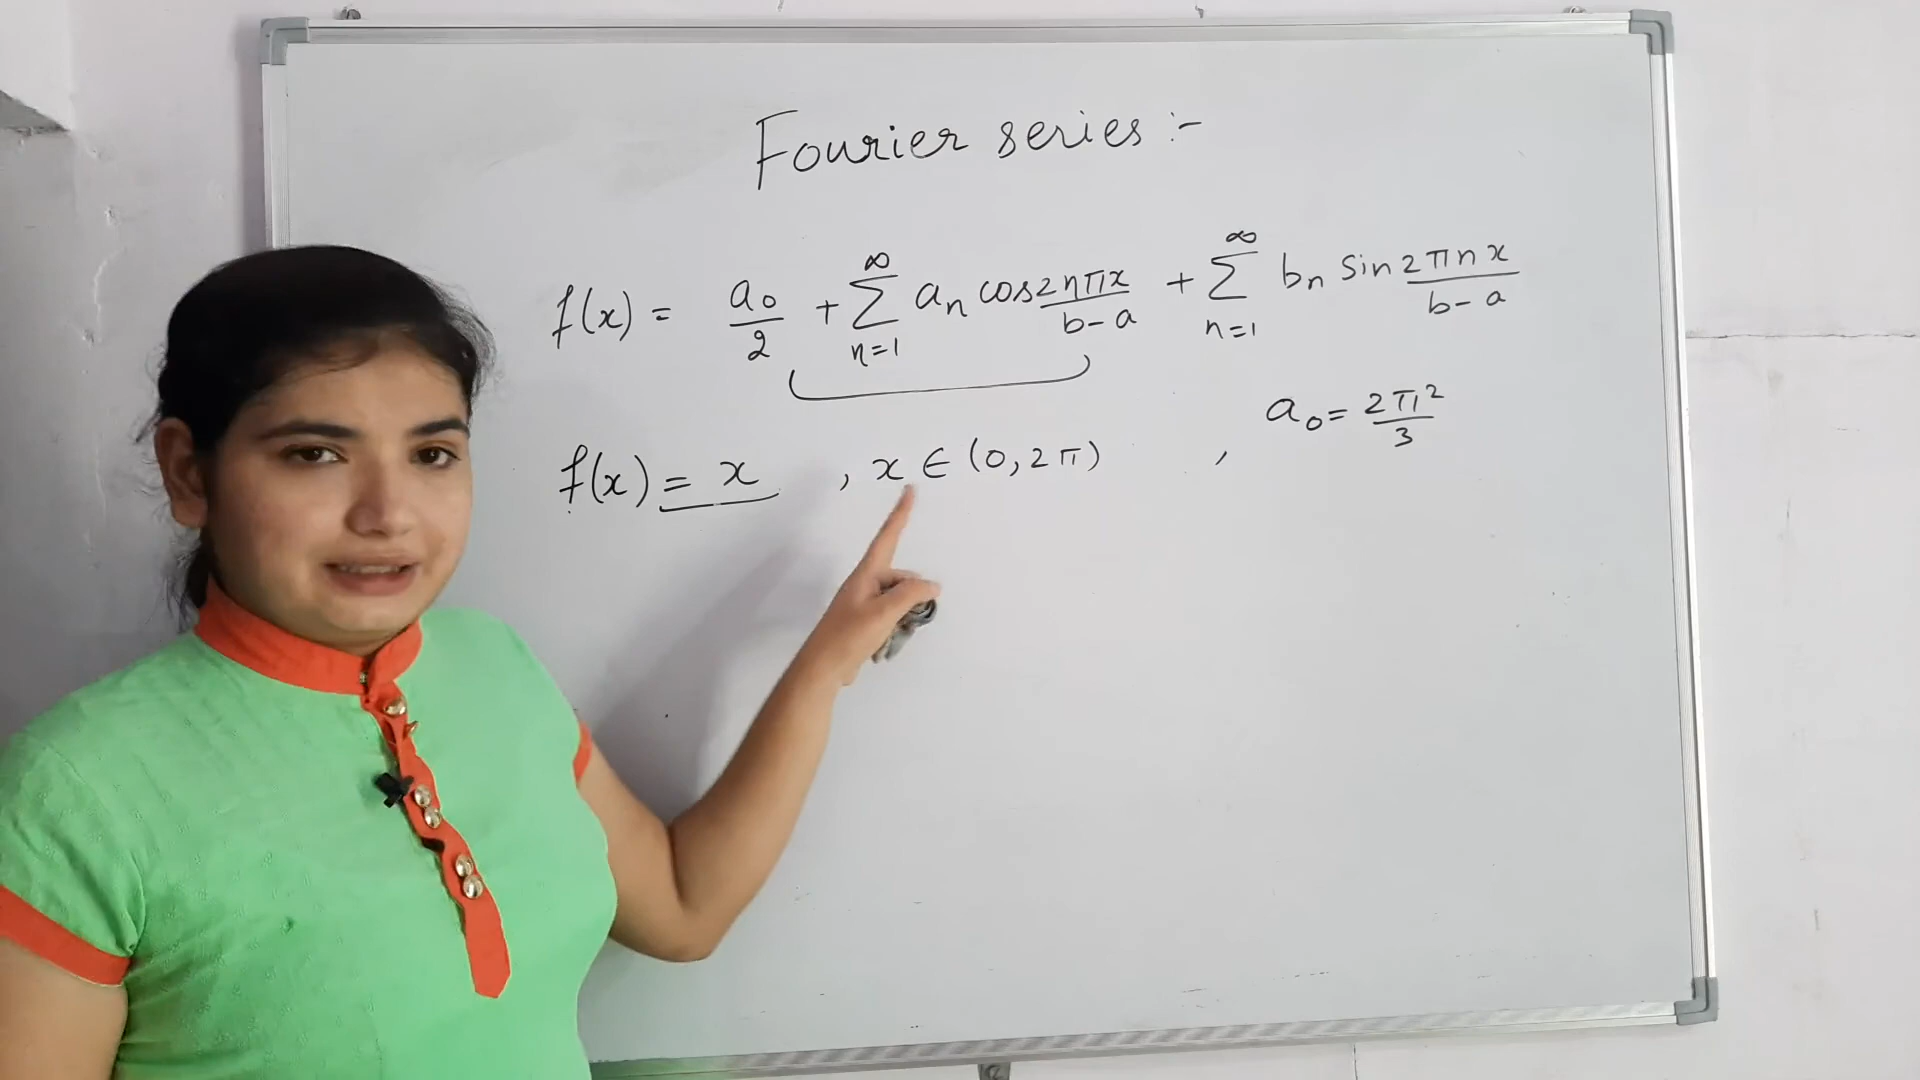 Fourier series :-
f(x) = a₀/2 + ∑_{n=1}^{∞} aₙ cos 2nπx/b-a + ∑_{n=1}^{∞} bₙ sin 2πnx/b-a
f(x) = x , x ∈ (0, 2π) , a₀ = 2π²/3